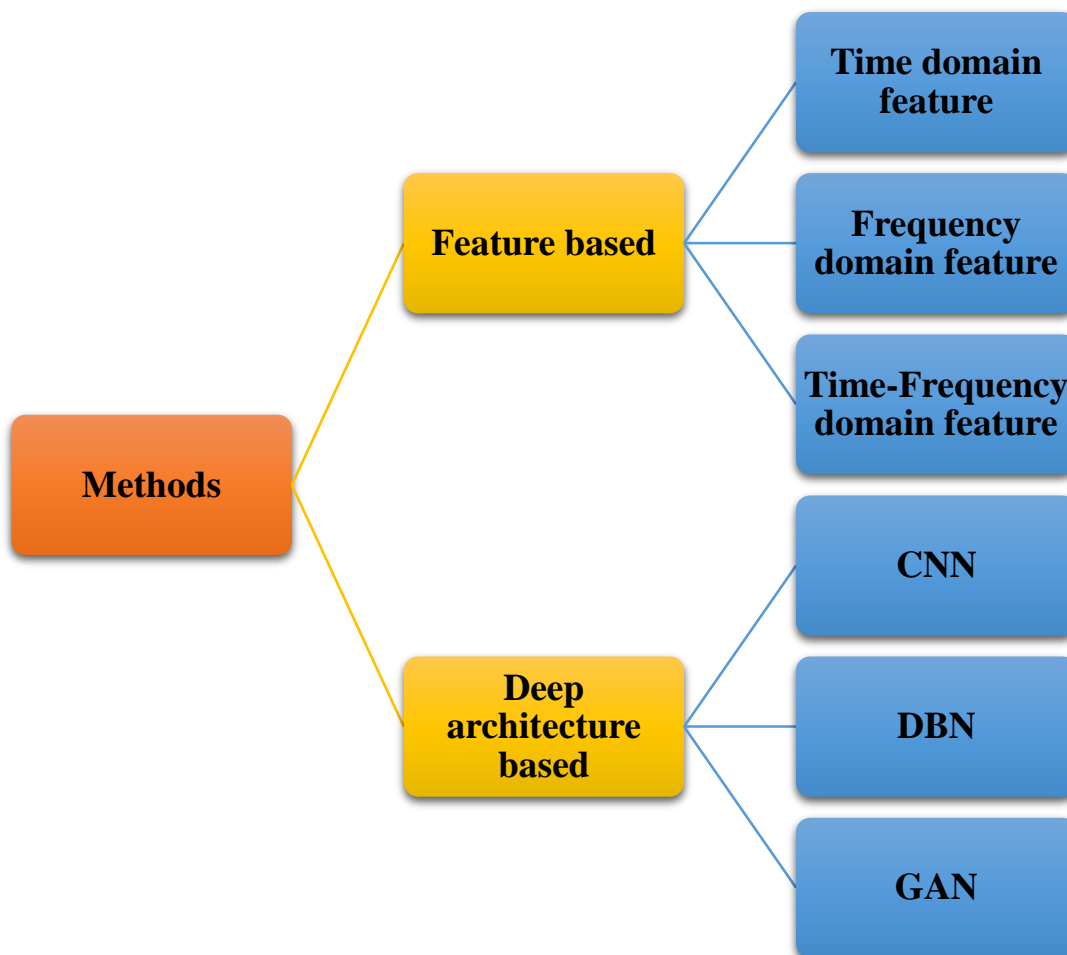 Time domain
feature
Feature based
Frequency
domain feature
Time-Frequency
domain feature
Methods
CNN
Deep
architecture
based
DBN
GAN